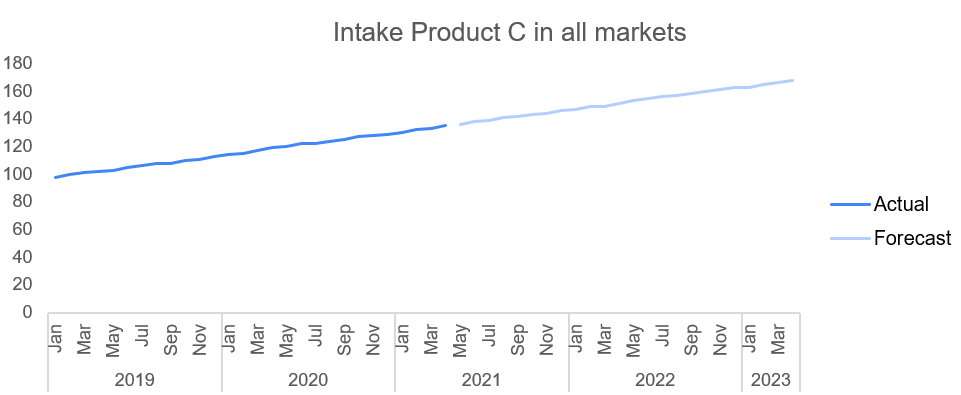 Intake Product C in all markets
180
160
140
120
100
80
60
40
20
0
Actual
Forecast
Jan Mar May Jul Sep Nov Jan Mar May Jul Sep Nov Jan Mar May Jul Sep Nov Jan Mar May Jul Sep Nov Jan Mar
2019 2020 2021 2022 2023